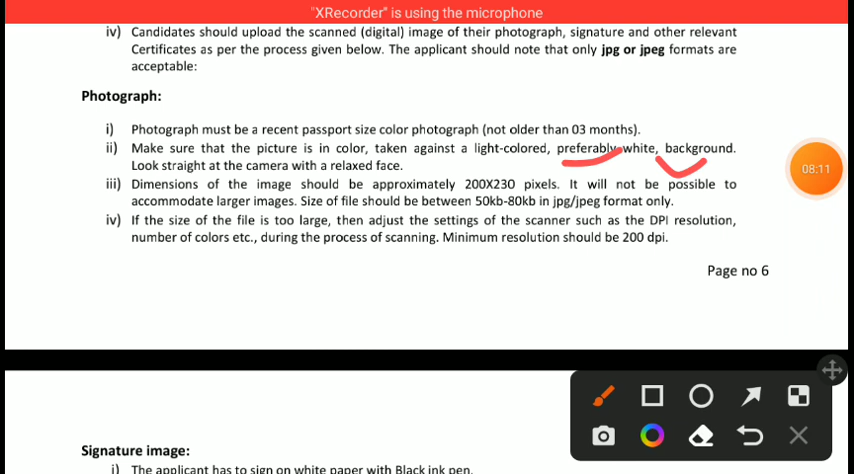 "XRecorder" is using the microphone
iv) Candidates should upload the scanned (digital) image of their photograph, signature and other relevant
Certificates as per the process given below. The applicant should note that only jpg or jpeg formats are
acceptable:
Photograph:
i) Photograph must be a recent passport size color photograph (not older than 03 months).
ii) Make sure that the picture is in color, taken against a light-colored, preferably white, background.
Look straight at the camera with a relaxed face.
08:11
iii) Dimensions of the image should be approximately 200X230 pixels. It will not be possible to
accommodate larger images. Size of file should be between 50kb-80kb in jpg/jpeg format only.
iv) If the size of the file is too large, then adjust the settings of the scanner such as the DPI resolution,
number of colors etc., during the process of scanning. Minimum resolution should be 200 dpi.
Page no 6
Signature image:
i) The applicant has to sign on white paper with Black ink pen.